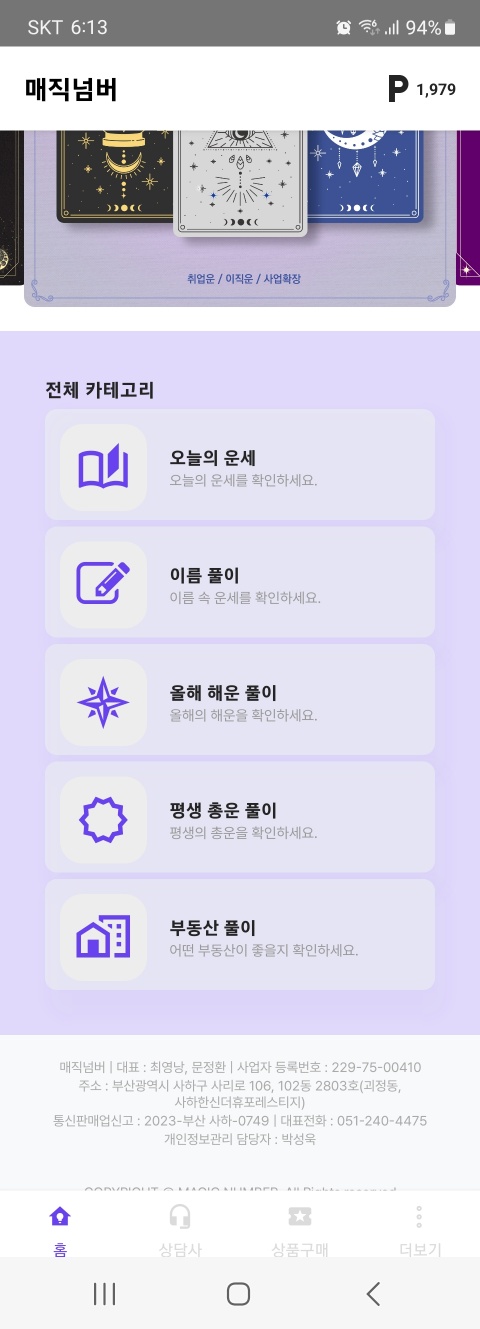 SKT 6:13
94%
매직넘버
P 1,979
취업운 / 이직운 / 사업확장
전체 카테고리
오늘의 운세
오늘의 운세를 확인하세요.
이름 풀이
이름 속 운세를 확인하세요.
올해 해운 풀이
올해의 해운을 확인하세요.
평생 총운 풀이
평생의 총운을 확인하세요.
부동산 풀이
어떤 부동산이 좋을지 확인하세요.
매직넘버 | 대표 : 최영낭, 문정환 | 사업자 등록번호 : 229-75-00410
주소 : 부산광역시 사하구 사리로 106, 102동 2803호(괴정동,
사하한신더휴포레스티지)
통신판매업신고 : 2023-부산 사하-0749 | 대표전화 : 051-240-4475
개인정보관리 담당자 : 박성욱
COPYRIGHT © MAGIC NUMBER. All Rights reserved.
홈
상담사
상품구매
더보기